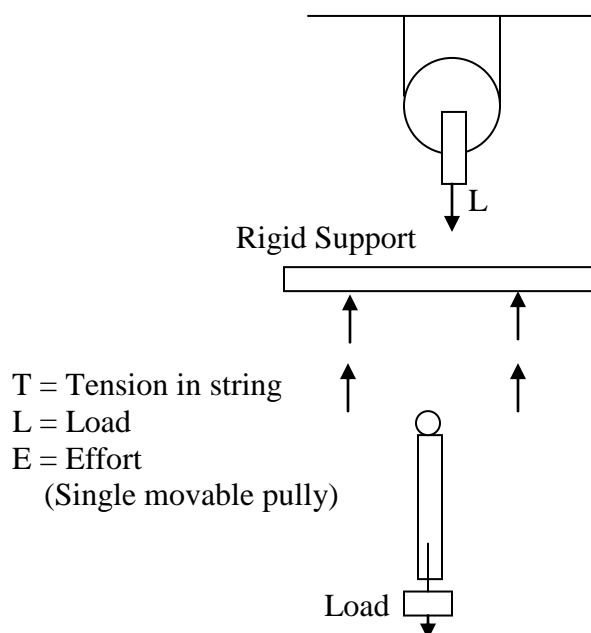 L
Rigid Support
T = Tension in string
L = Load
E = Effort
(Single movable pully)
Load